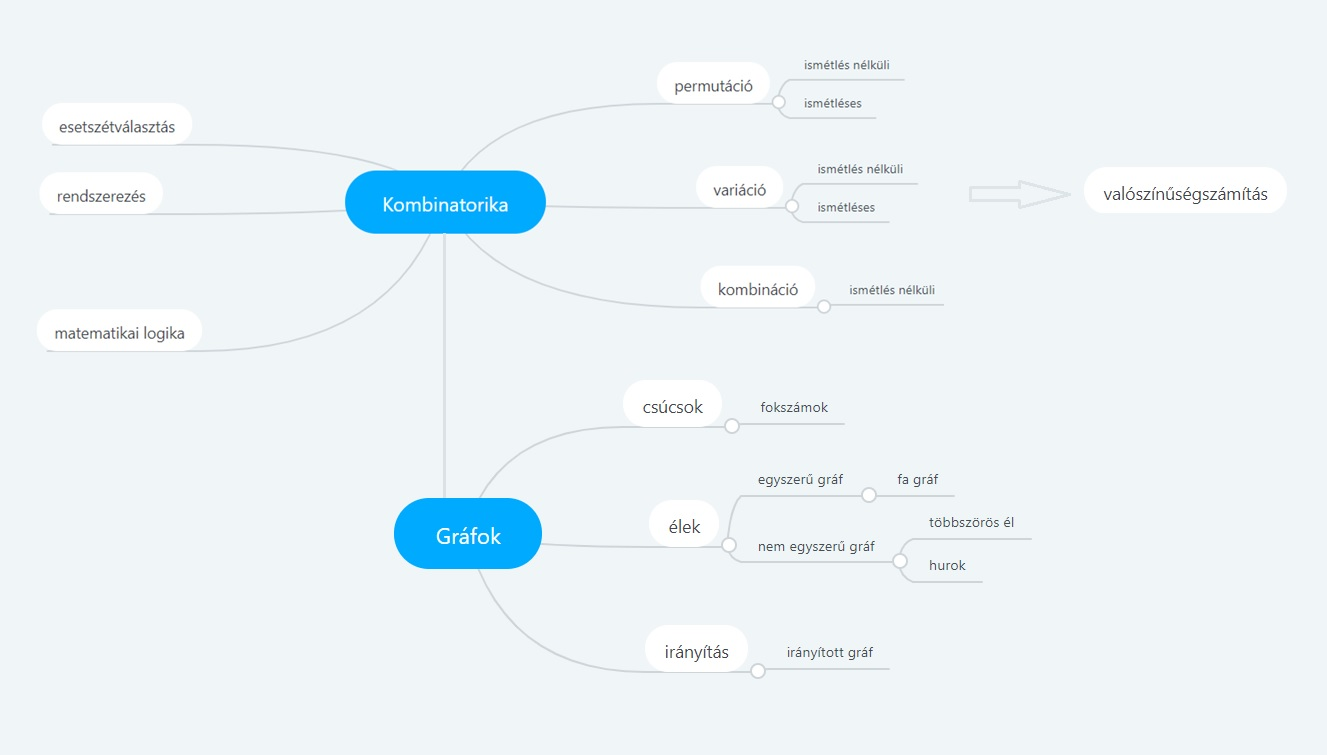 esetszétválasztás
rendszerezés
matematikai logika
Kombinatorika
permutáció
ismétlés nélküli
ismétléses
variáció
ismétlés nélküli
ismétléses
valószínűségszámítás
kombináció
ismétlés nélküli
Gráfok
csúcsok
fokszámok
élek
egyszerű gráf
fa gráf
nem egyszerű gráf
többszörös él
hurok
irányítás
irányított gráf